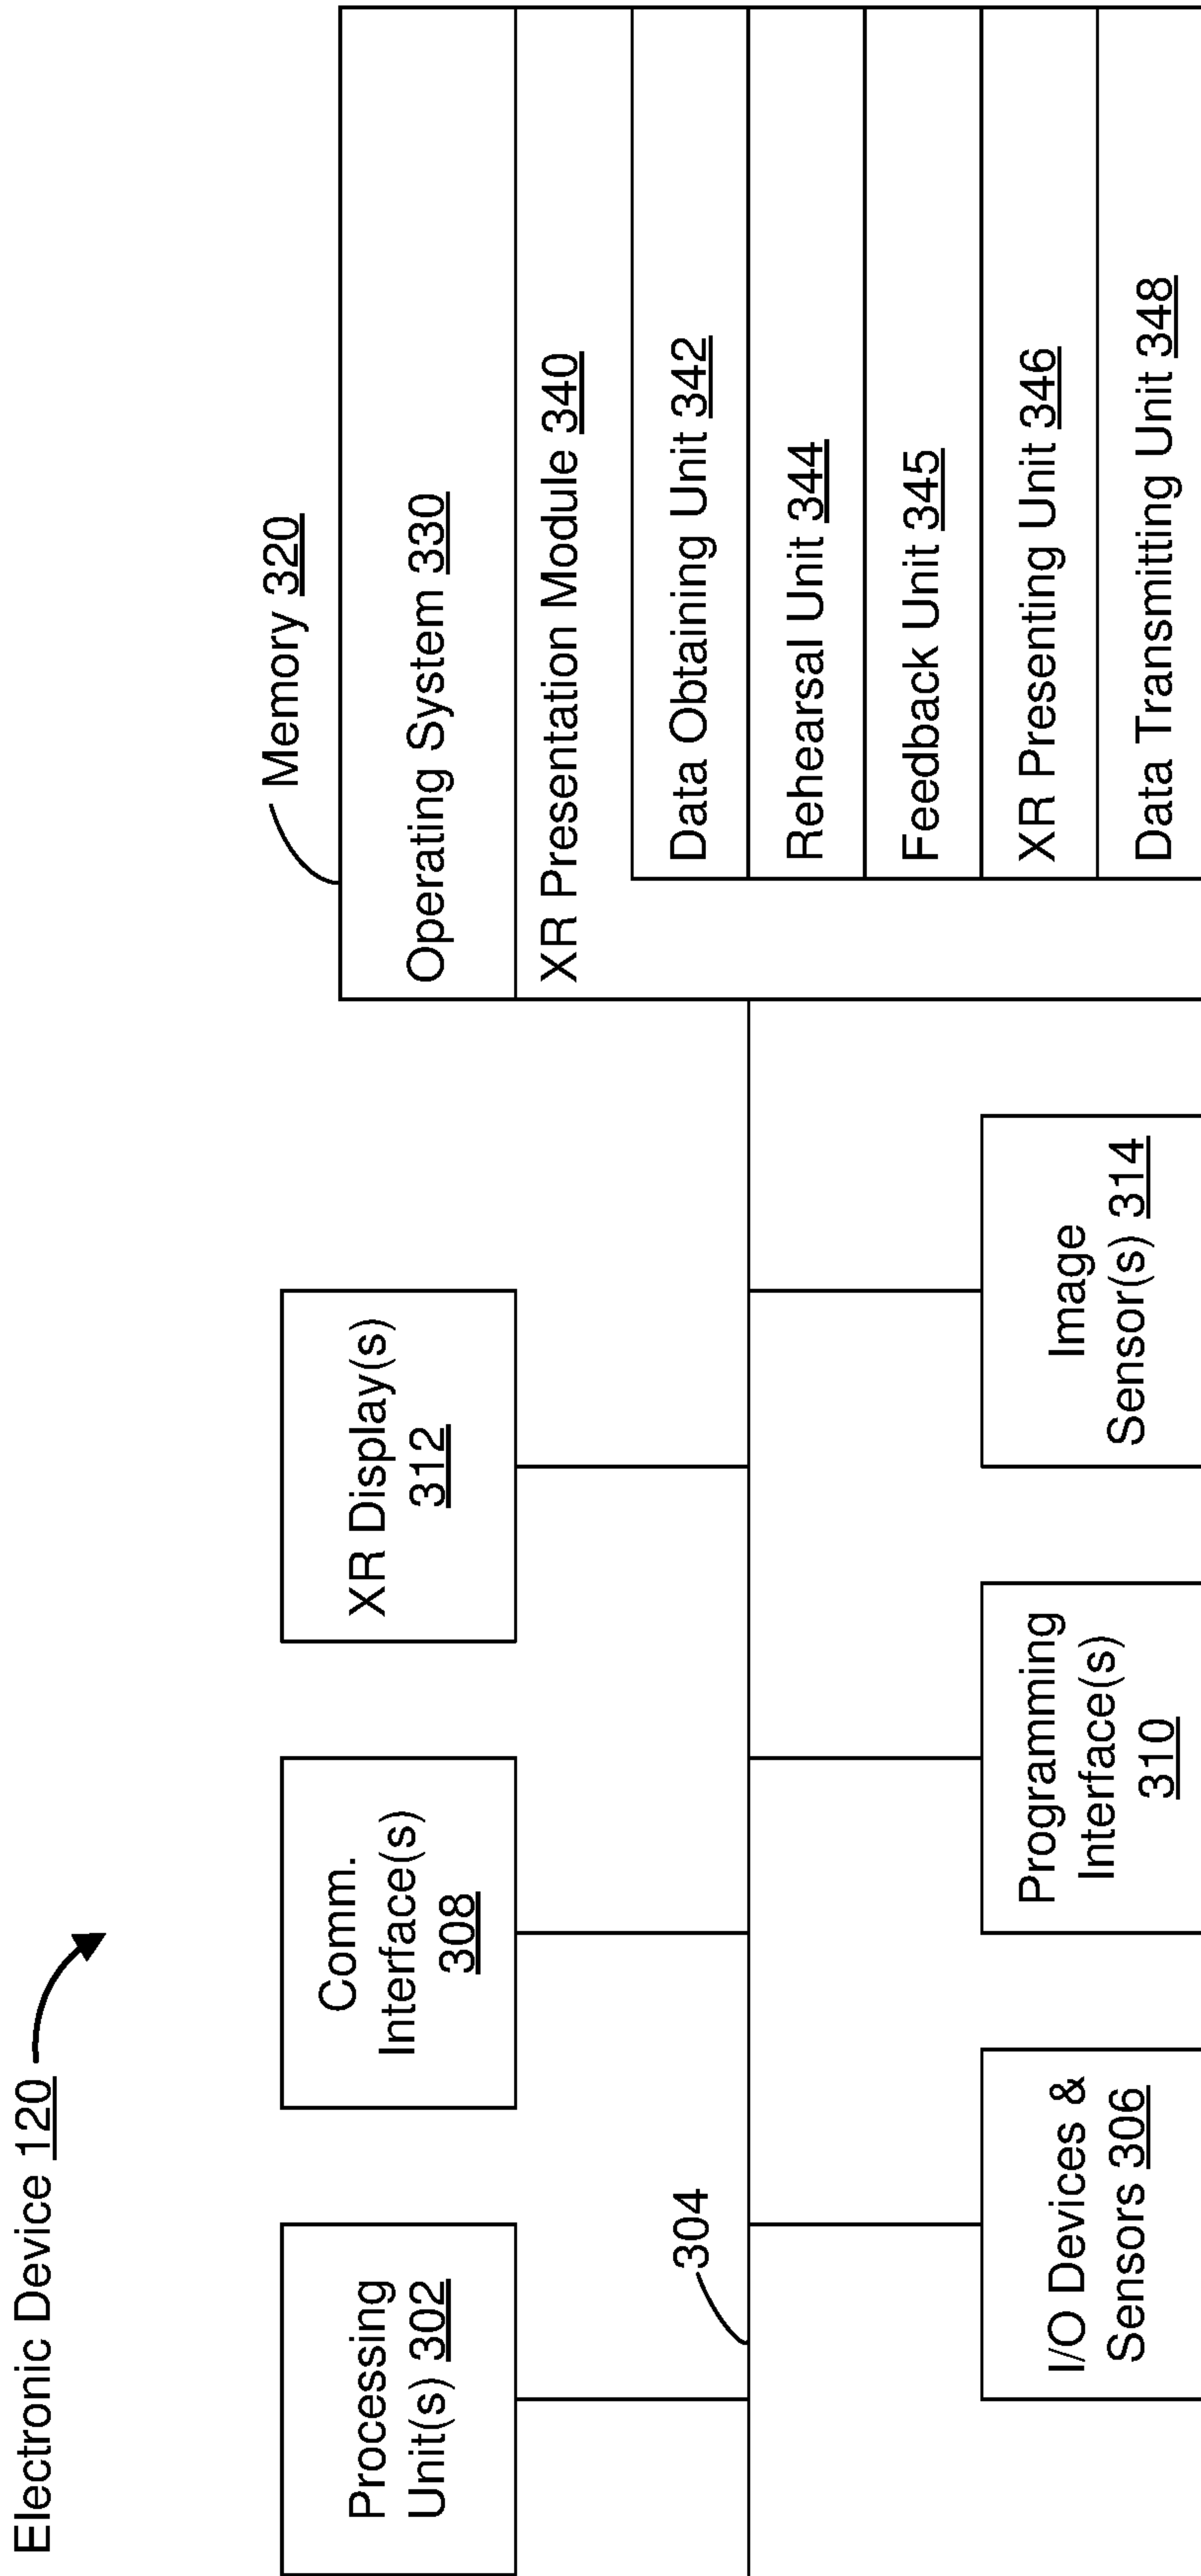 Electronic Device 120
Memory 320
Processing
Unit(s) 302
Comm.
Interface(s)
308
XR Display(s)
312
Operating System 330
XR Presentation Module 340
Data Obtaining Unit 342
Rehearsal Unit 344
Feedback Unit 345
XR Presenting Unit 346
Data Transmitting Unit 348
304
I/O Devices &
Sensors 306
Programming
Interface(s)
310
Image
Sensor(s) 314